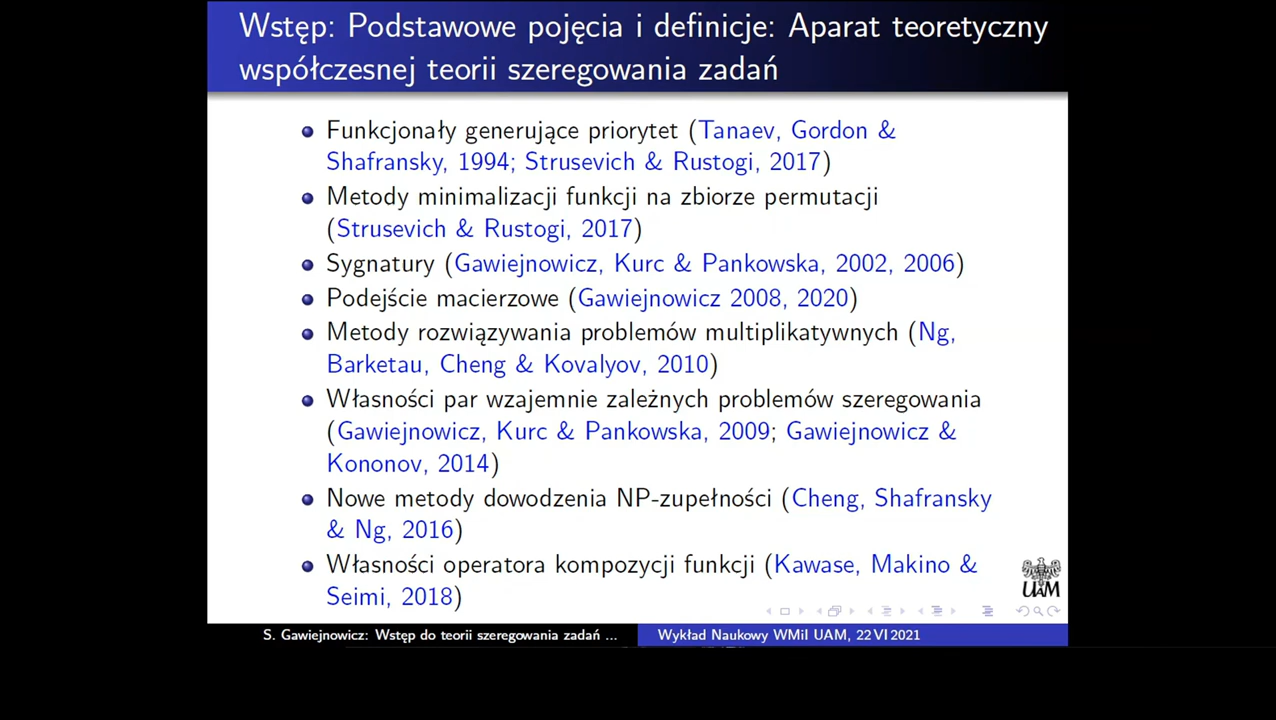 Wstęp: Podstawowe pojęcia i definicje: Aparat teoretyczny
współczesnej teorii szeregowania zadań
Funkcjonały generujące priorytet (Tanaev, Gordon &
Shafransky, 1994; Strusevich & Rustogi, 2017)
Metody minimalizacji funkcji na zbiorze permutacji
(Strusevich & Rustogi, 2017)
Sygnatury (Gawiejnowicz, Kurc & Pankowska, 2002, 2006)
Podejście macierzowe (Gawiejnowicz 2008, 2020)
Metody rozwiązywania problemów multiplikatywnych (Ng,
Barketau, Cheng & Kovalyov, 2010)
Własności par wzajemnie zależnych problemów szeregowania
(Gawiejnowicz, Kurc & Pankowska, 2009; Gawiejnowicz &
Kononov, 2014)
Nowe metody dowodzenia NP-zupełności (Cheng, Shafransky
& Ng, 2016)
Własności operatora kompozycji funkcji (Kawase, Makino &
Seimi, 2018)
UAM
S. Gawiejnowicz: Wstęp do teorii szeregowania zadań ...
Wykład Naukowy WMiI UAM, 22 VI 2021